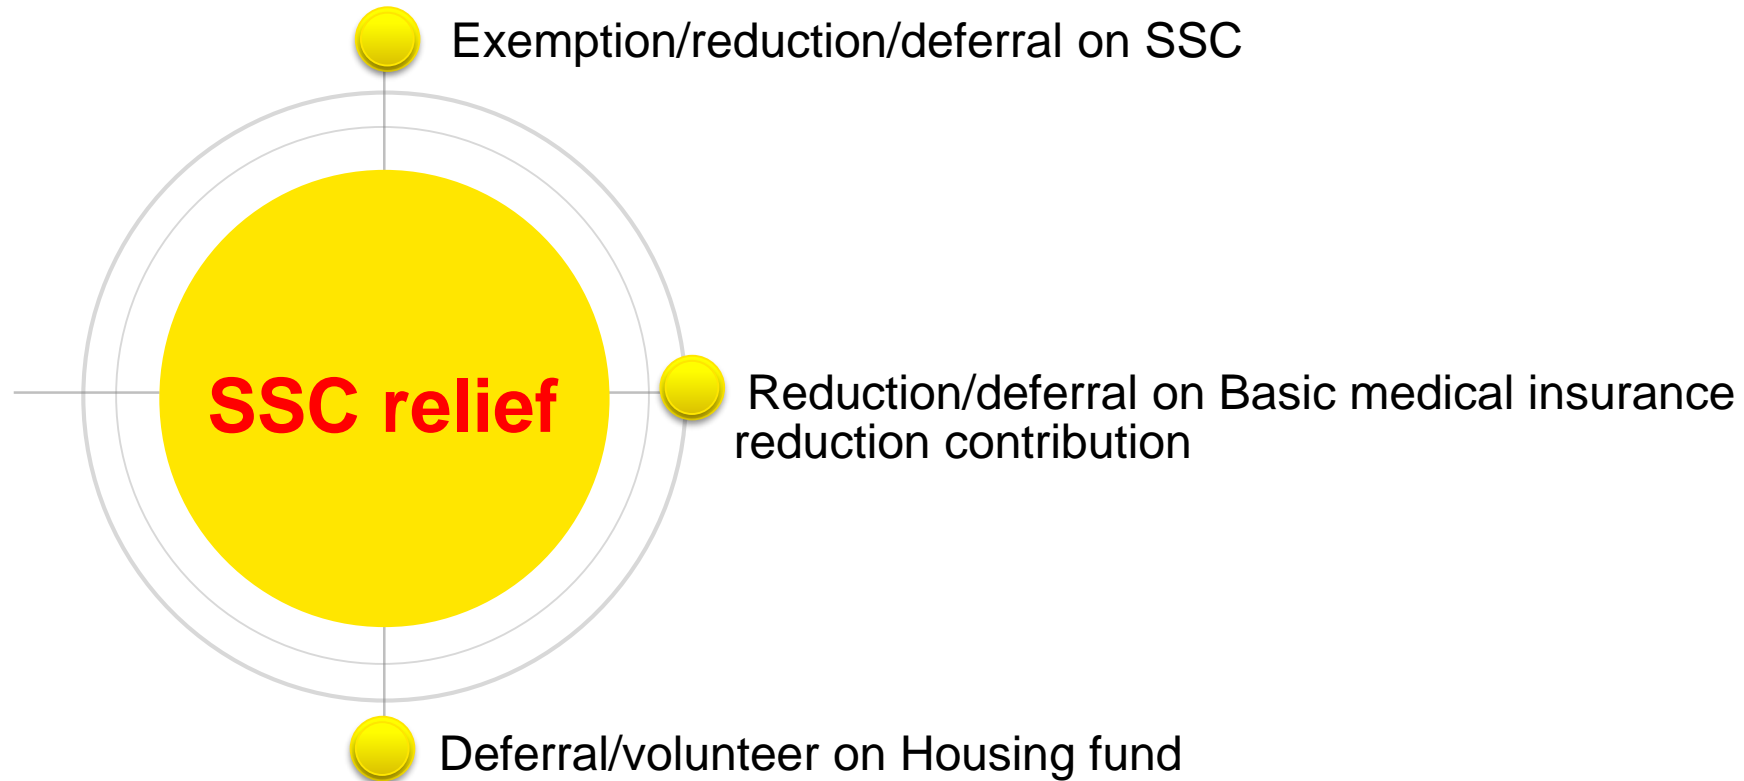 Exemption/reduction/deferral on SSC
SSC relief
Reduction/deferral on Basic medical insurance
reduction contribution
Deferral/volunteer on Housing fund